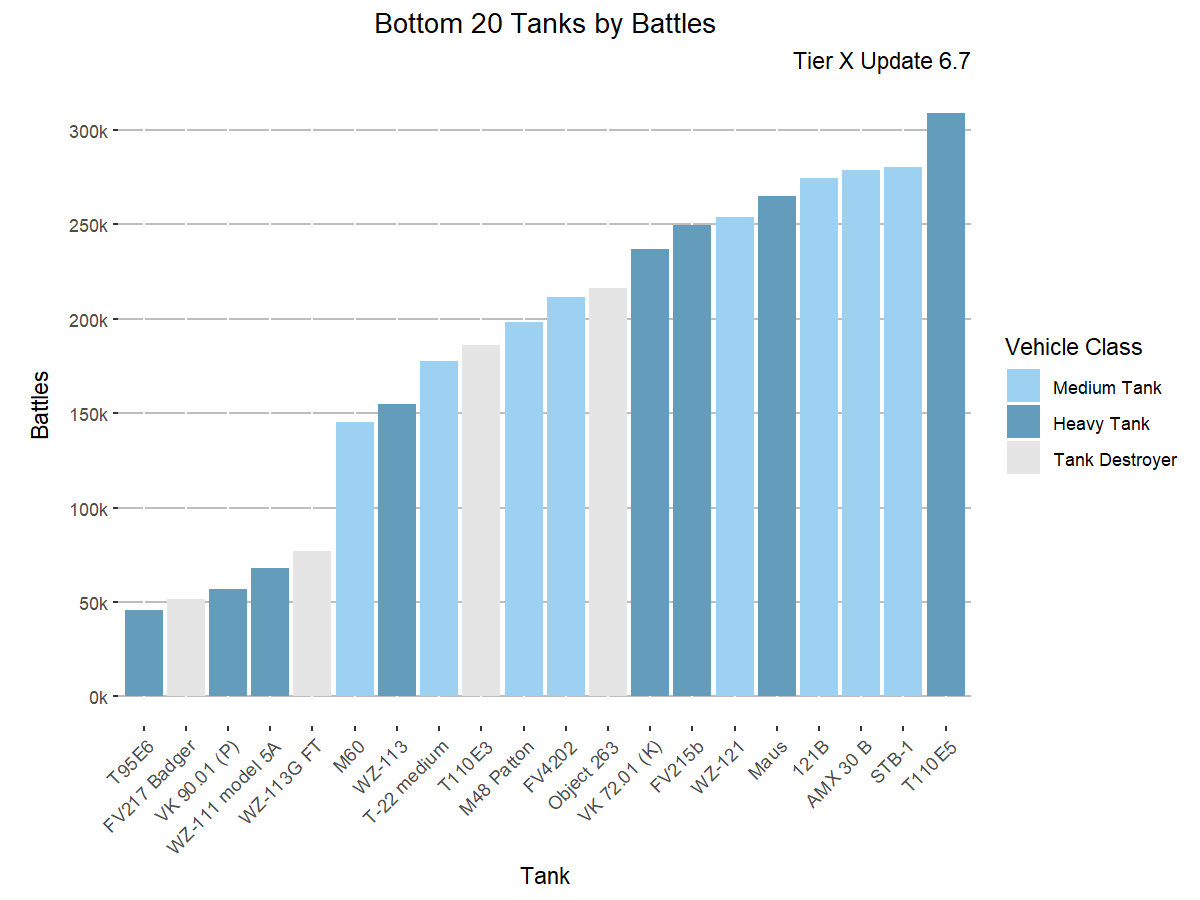 Bottom 20 Tanks by Battles
Tier X Update 6.7
300k
250k
200k
150k
100k
50k
0k
Battles
T95E6
FV217 Badger
VK 90.01 (P)
WZ-111 model 5A
WZ-113G FT
M60
WZ-113
T-22 medium
T110E3
M48 Patton
FV4202
Object 263
VK 72.01 (K)
FV215b
WZ-121
Maus
121B
AMX 30 B
STB-1
T110E5
Tank
Vehicle Class
Medium Tank
Heavy Tank
Tank Destroyer